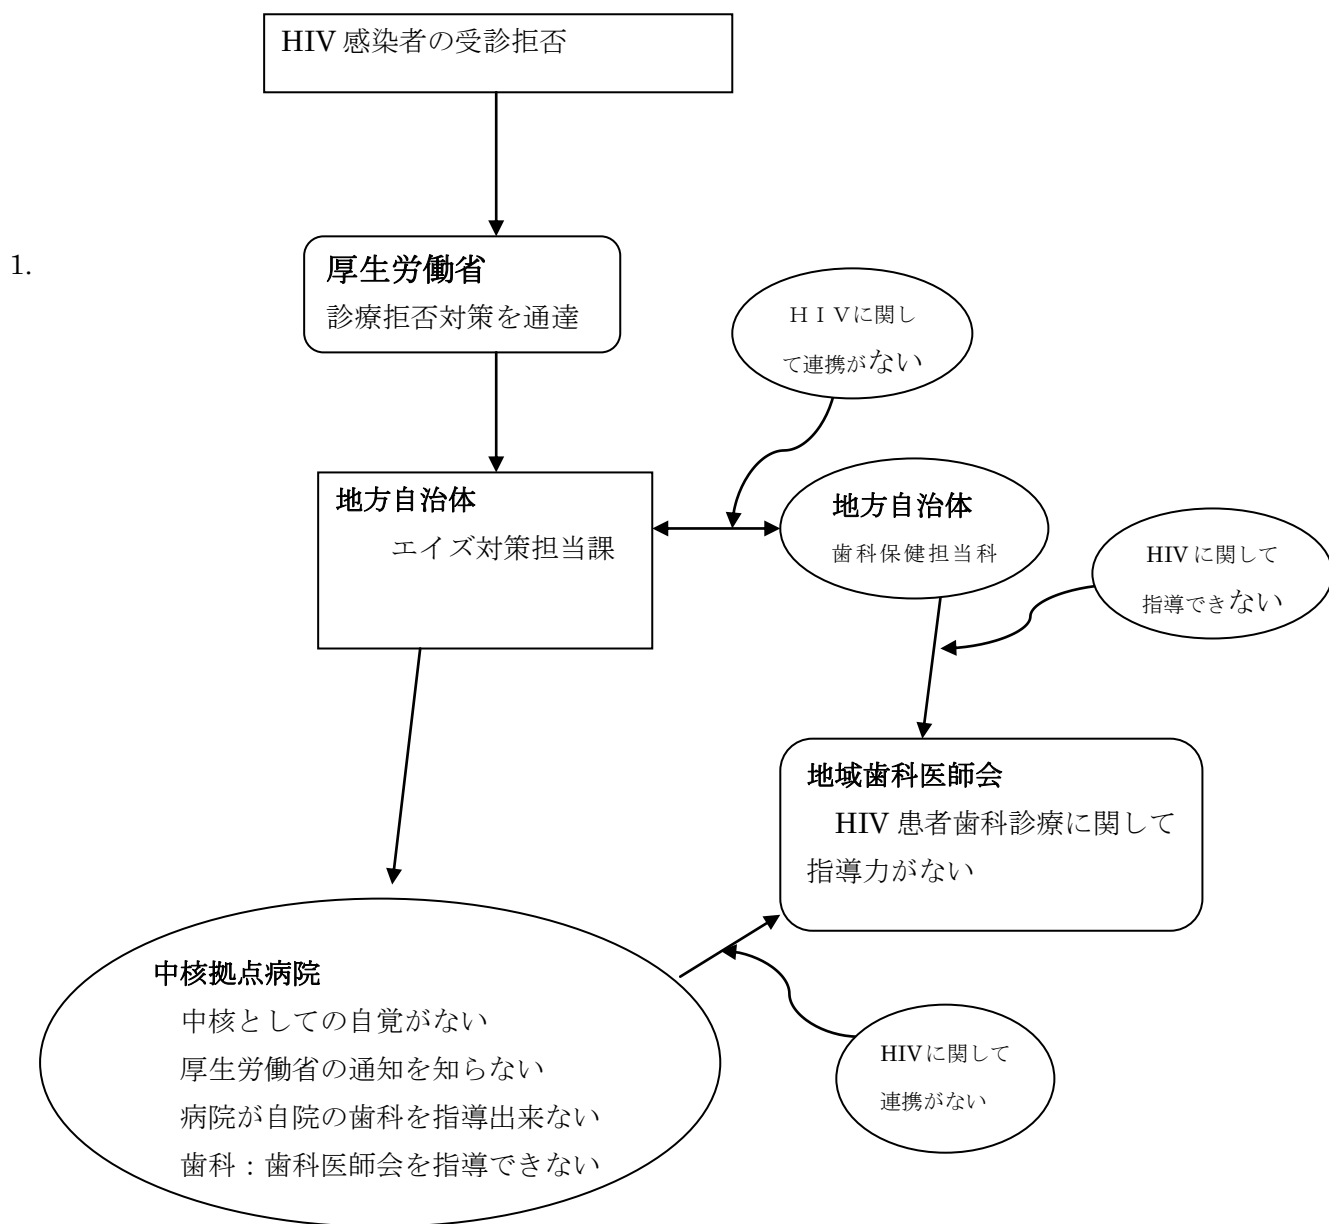 HIV 感染者の受診拒否
1.
厚生労働省
診療拒否対策を通達
ＨＩＶに関し
て連携がない
地方自治体
エイズ対策担当課
地方自治体
歯科保健担当科
HIV に関して
指導できない
地域歯科医師会
HIV 患者歯科診療に関して
指導力がない
中核拠点病院
中核としての自覚がない
厚生労働省の通知を知らない
病院が自院の歯科を指導出来ない
歯科：歯科医師会を指導できない
HIVに関して
連携がない